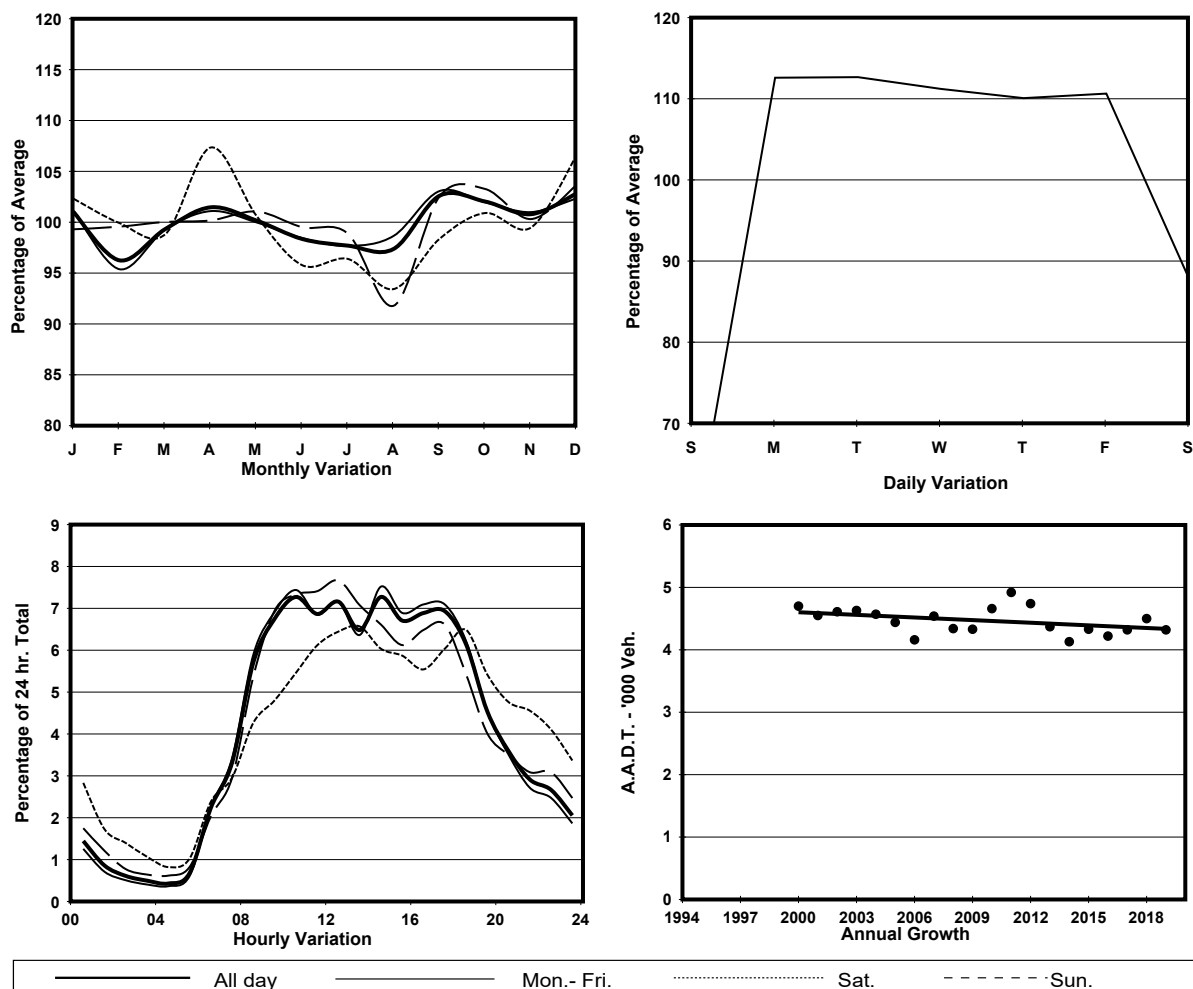 120
115
110
105
100
95
90
85
80
Percentage of Average
J F M A M J J A S O N D
Monthly Variation
120
110
100
90
80
70
Percentage of Average
S M T W T F S
Daily Variation
9
8
7
6
5
4
3
2
1
0
Percentage of 24 hr. Total
00 04 08 12 16 20 24
Hourly Variation
6
5
4
3
2
1
0
A.A.D.T. - '000 Veh.
1994 1997 2000 2003 2006 2009 2012 2015 2018
Annual Growth
All day Mon.- Fri. Sat. Sun.